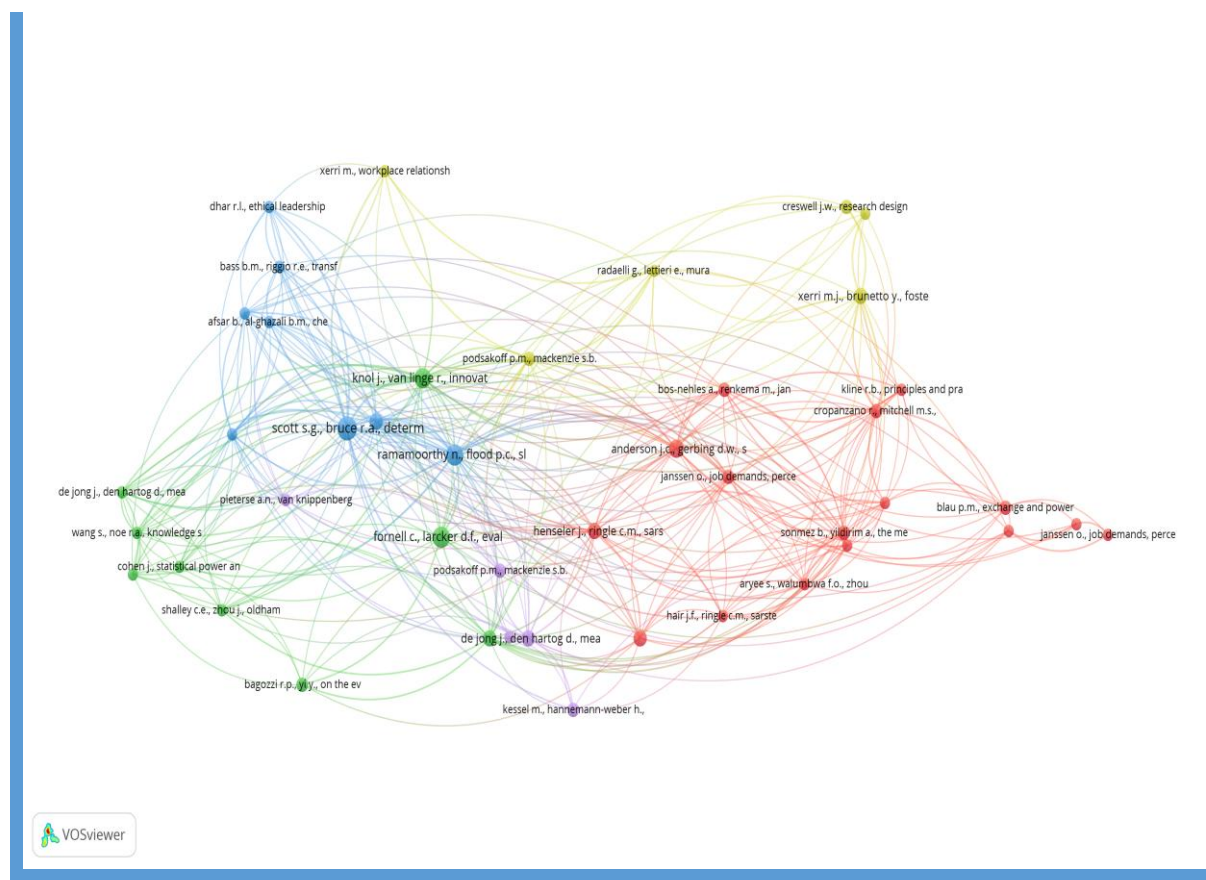 xerri m., workplace relationsh
dhar r.l., ethical leadership
creswell j.w., research design
bass b.m., riggio r.e., transf
radaelli g., lettieri e., mura
xerri m.j., brunetto y., foste
afsar b., al-ghazali b.m., che
podsakoff p.m., mackenzie s.b.
knol j., van linge r., innovat
bos-nehles a., renkema m., jan
kline r.b., principles and pra
cropanzano r., mitchell m.s.,
scott s.g., bruce r.a., determ
anderson j.c., gerbing d.w., s
ramamoorthy n., flood p.c., sl
janssen o., job demands, perce
de jong j., den hartog d., mea
pieterse a.n., van knippenberg
blau p.m., exchange and power
wang s., noe r.a., knowledge s
fornell c., larcker d.f., eval
henseler j., ringle c.m., sars
sonmez b., yildirim a., the me
janssen o., job demands, perce
cohen j., statistical power an
podsakoff p.m., mackenzie s.b.
aryee s., walumbwa f.o., zhou
shalley c.e., zhou j., oldham
hair j.f., ringle c.m., sarste
de jong j., den hartog d., mea
bagozzi r.p., yi y., on the ev
kessel m., hannemann-weber h.,
VOSviewer